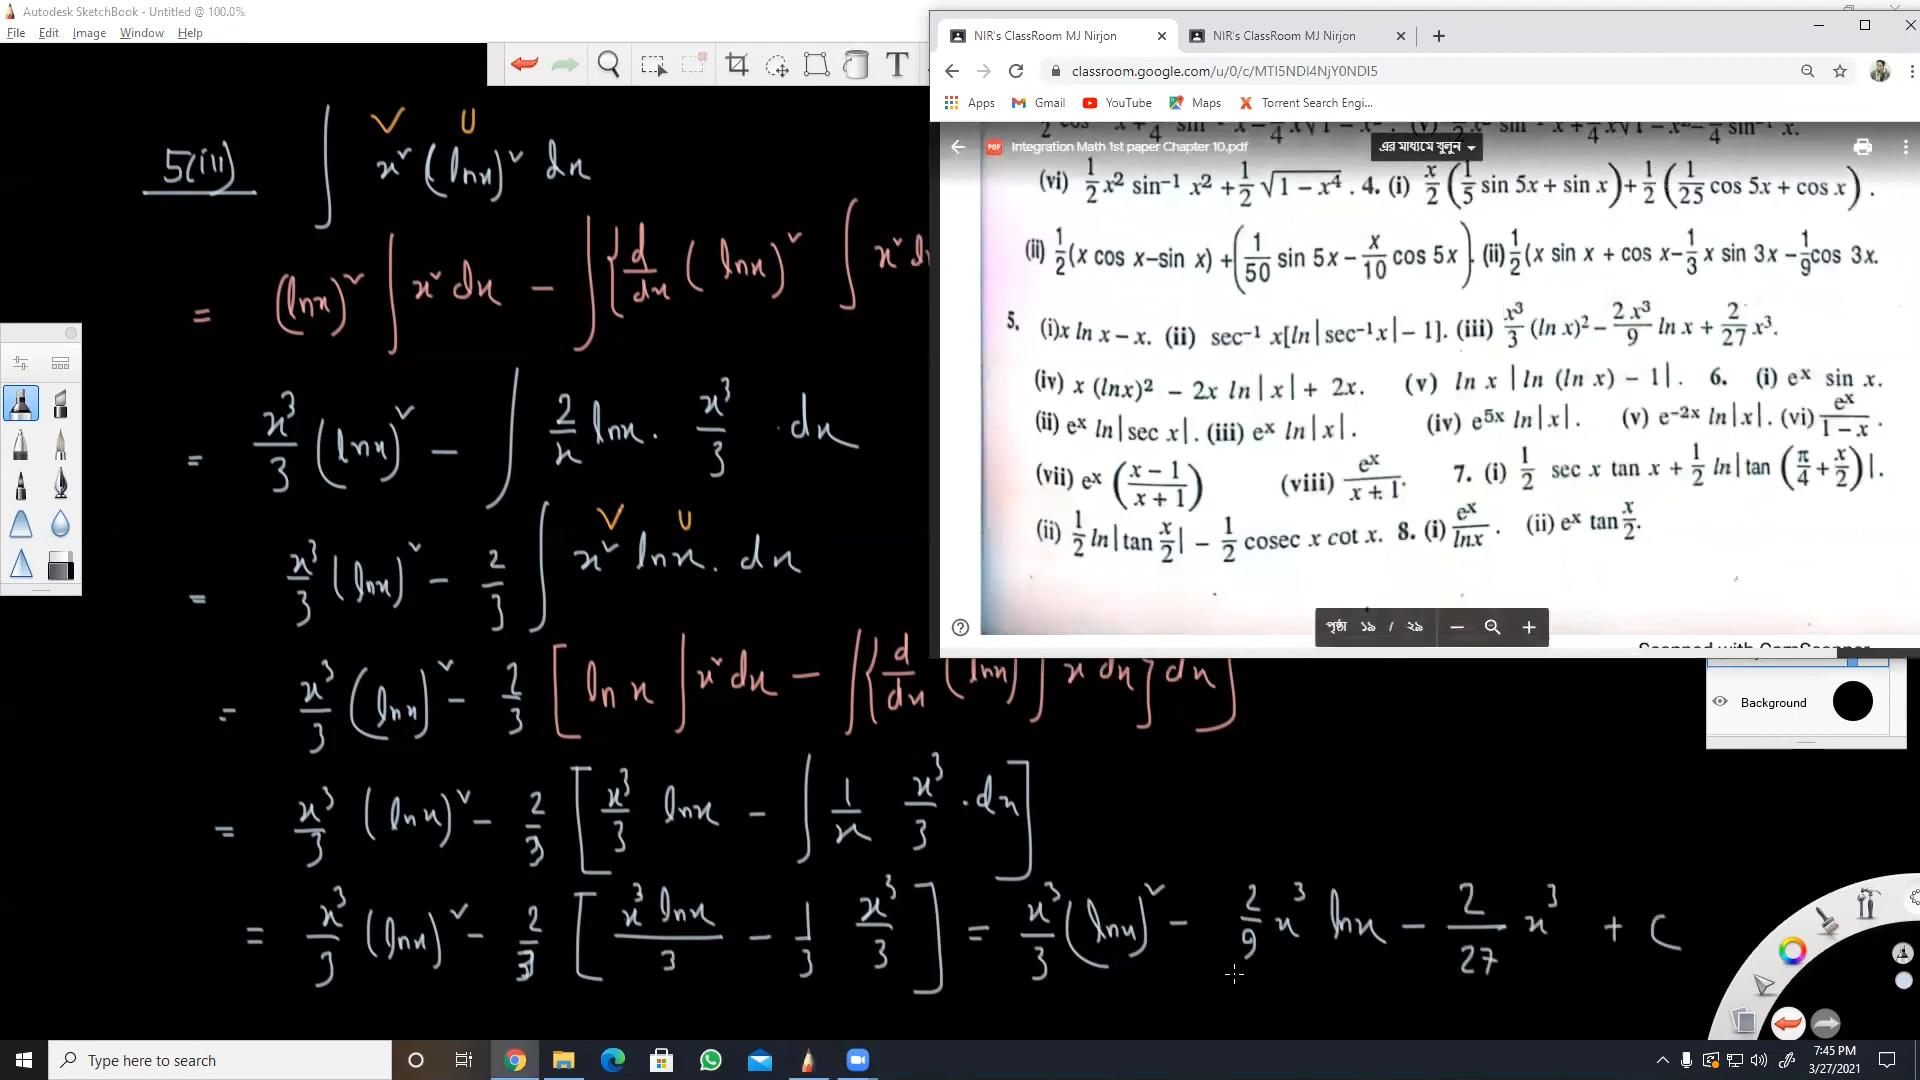 Autodesk SketchBook - Untitled @ 100.0%
File Edit Image Window Help
T
5(iii) ∫ x² (lnx)² dx
V U
= (lnx)² ∫ x² dx − ∫ { d/dx (lnx)² ∫ x²
= x³/3 (lnx)² − ∫ 2/x lnx . x³/3 . dx
V U
= x³/3 (lnx)² − 2/3 ∫ x² lnx . dx
= x³/3 (lnx)² − 2/3 [ ln x ∫ x² dx − ∫ { d/dx (lnx) ∫ x dx } dx ]
= x³/3 (lnx)² − 2/3 [ x³/3 lnx − ∫ 1/x x³/3 . dx ]
= x³/3 (lnx)² − 2/3 [ x³ lnx/3 − 1/3 x³/3 ] = x³/3 (lnx)² − 2/9 x³ lnx − 2/27 x³ + C
NIR's ClassRoom MJ Nirjon
NIR's ClassRoom MJ Nirjon
classroom.google.com/u/0/c/MTI5NDI4NjY0NDI5
Apps Gmail YouTube Maps Torrent Search Engi...
PDF Integration Math 1st paper Chapter 10.pdf
এর মাধ্যমে খুলুন
(vi) 1/2 x² sin⁻¹ x² + 1/2 √(1 − x⁴) . 4. (i) x/2 (1/5 sin 5x + sin x) + 1/2 (1/25 cos 5x + cos x) .
(ii) 1/2 (x cos x−sin x) + (1/50 sin 5x − x/10 cos 5x). (ii) 1/2 (x sin x + cos x− 1/3 x sin 3x − 1/9 cos 3x.
5. (i)x ln x − x. (ii) sec⁻¹ x[ln|sec⁻¹x| − 1]. (iii) x³/3 (ln x)² − 2 x³/9 ln x + 2/27 x³.
(iv) x (lnx)² − 2x ln|x| + 2x. (v) ln x |ln (ln x) − 1|. 6. (i) eˣ sin x.
(ii) eˣ ln|sec x|. (iii) eˣ ln|x|. (iv) e⁵ˣ ln|x|. (v) e⁻²ˣ ln|x|. (vi) eˣ/1 − x .
(vii) eˣ (x − 1/x + 1) (viii) eˣ/x + 1 . 7. (i) 1/2 sec x tan x + 1/2 ln|tan (π/4 + x/2)|.
(ii) 1/2 ln|tan x/2| − 1/2 cosec x cot x. 8. (i) eˣ/lnx . (ii) eˣ tan x/2.
পৃষ্ঠা ১৯ / ২৯
Background
Type here to search
7:45 PM
3/27/2021